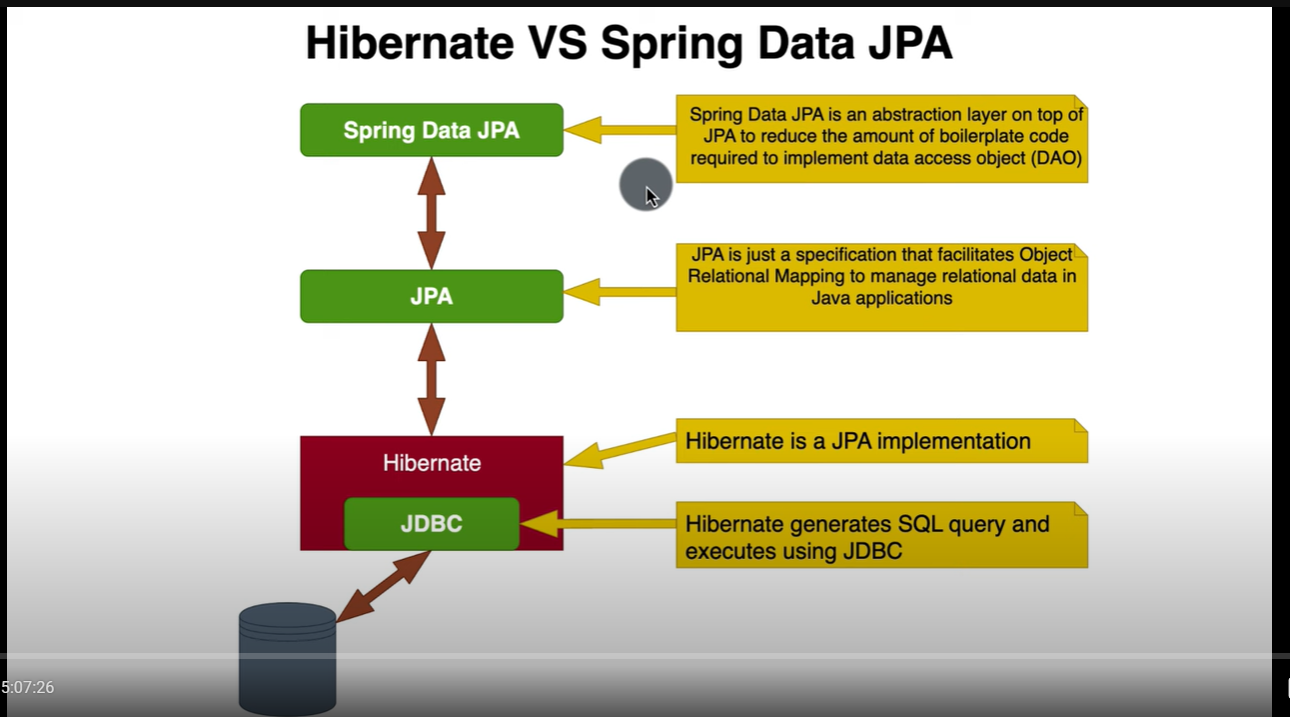 Hibernate VS Spring Data JPA
Spring Data JPA
Spring Data JPA is an abstraction layer on top of
JPA to reduce the amount of boilerplate code
required to implement data access object (DAO)
JPA
JPA is just a specification that facilitates Object
Relational Mapping to manage relational data in
Java applications
Hibernate
Hibernate is a JPA implementation
JDBC
Hibernate generates SQL query and
executes using JDBC
5:07:26